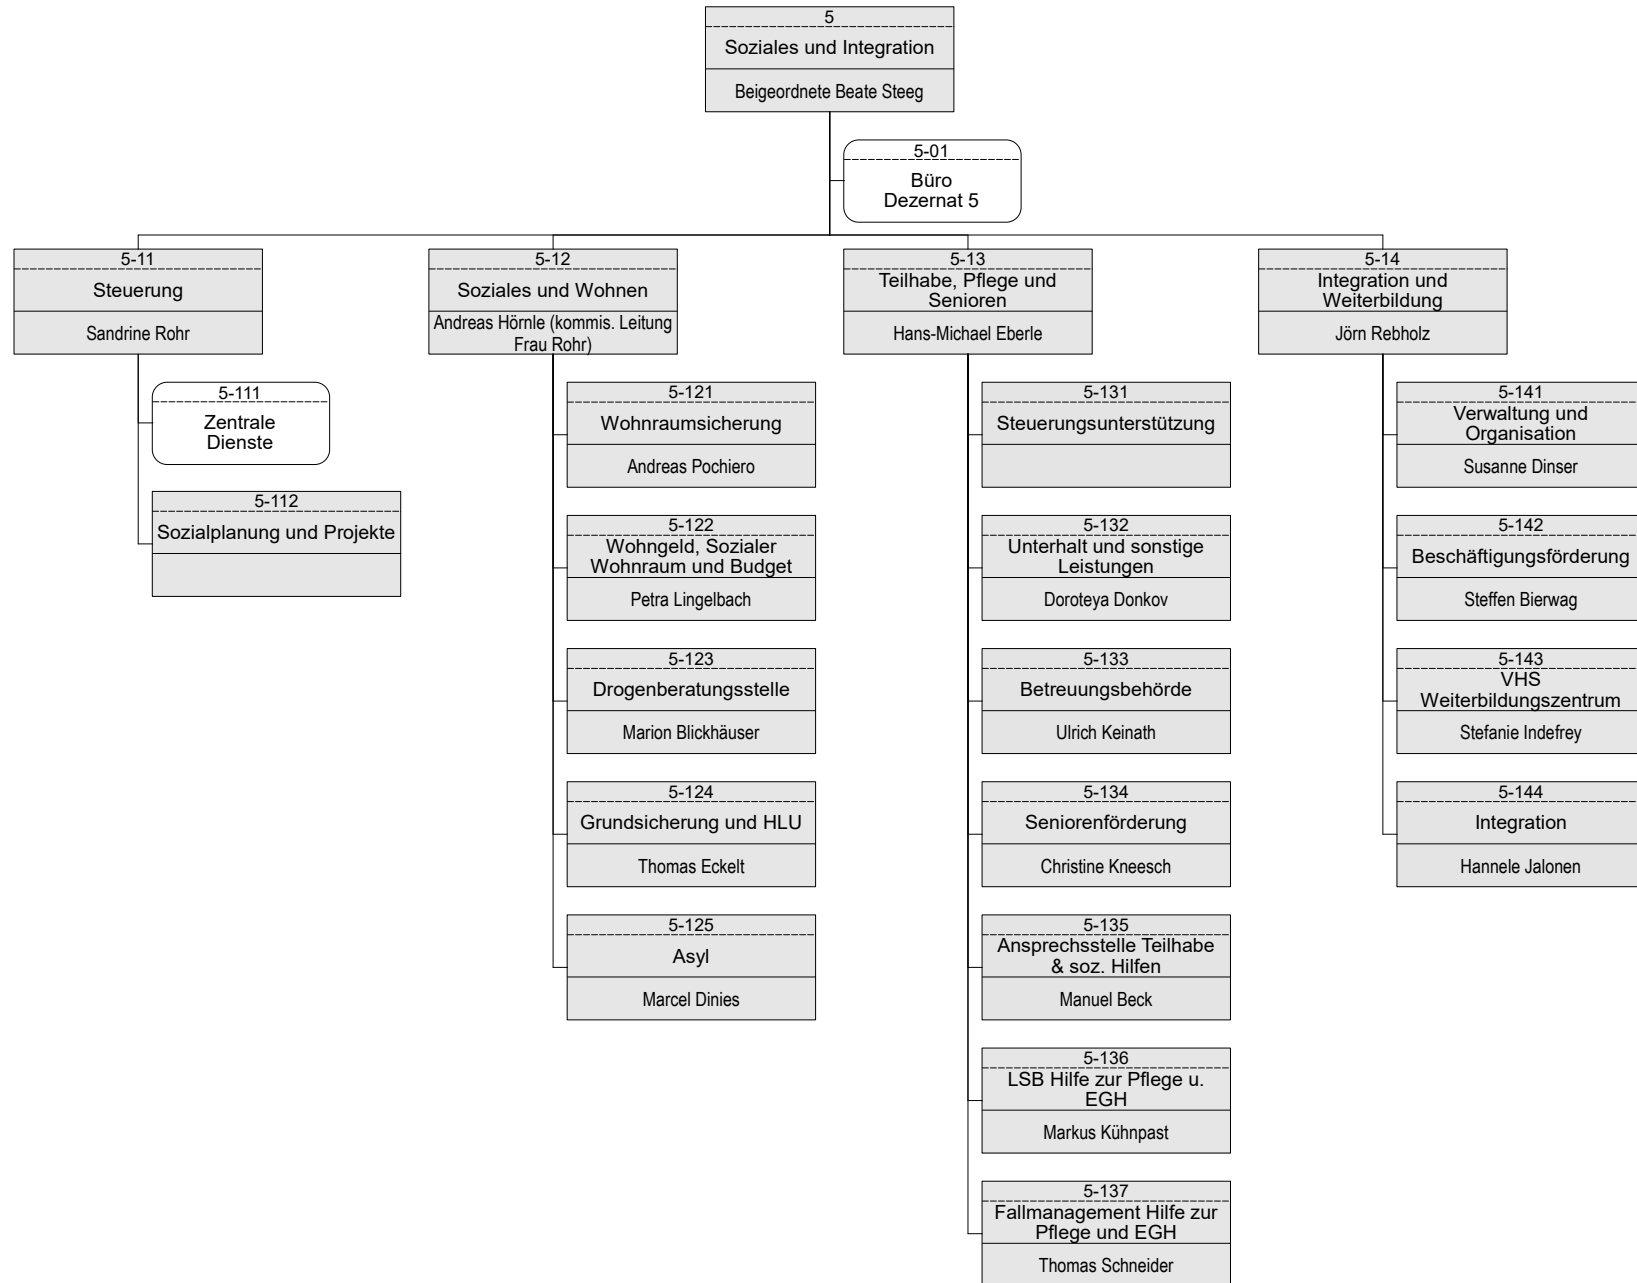 5
Soziales und Integration
Beigeordnete Beate Steeg
5-01
Büro
Dezernat 5
5-11
Steuerung
Sandrine Rohr
5-111
Zentrale
Dienste
5-112
Sozialplanung und Projekte
5-12
Soziales und Wohnen
Andreas Hörnle (kommis. Leitung
Frau Rohr)
5-121
Wohnraumsicherung
Andreas Pochiero
5-122
Wohngeld, Sozialer
Wohnraum und Budget
Petra Lingelbach
5-123
Drogenberatungsstelle
Marion Blickhäuser
5-124
Grundsicherung und HLU
Thomas Eckelt
5-125
Asyl
Marcel Dinies
5-13
Teilhabe, Pflege und
Senioren
Hans-Michael Eberle
5-131
Steuerungsunterstützung
5-132
Unterhalt und sonstige
Leistungen
Doroteya Donkov
5-133
Betreuungsbehörde
Ulrich Keinath
5-134
Seniorenförderung
Christine Kneesch
5-135
Ansprechsstelle Teilhabe
& soz. Hilfen
Manuel Beck
5-136
LSB Hilfe zur Pflege u.
EGH
Markus Kühnpast
5-137
Fallmanagement Hilfe zur
Pflege und EGH
Thomas Schneider
5-14
Integration und
Weiterbildung
Jörn Rebholz
5-141
Verwaltung und
Organisation
Susanne Dinser
5-142
Beschäftigungsförderung
Steffen Bierwag
5-143
VHS
Weiterbildungszentrum
Stefanie Indefrey
5-144
Integration
Hannele Jalonen